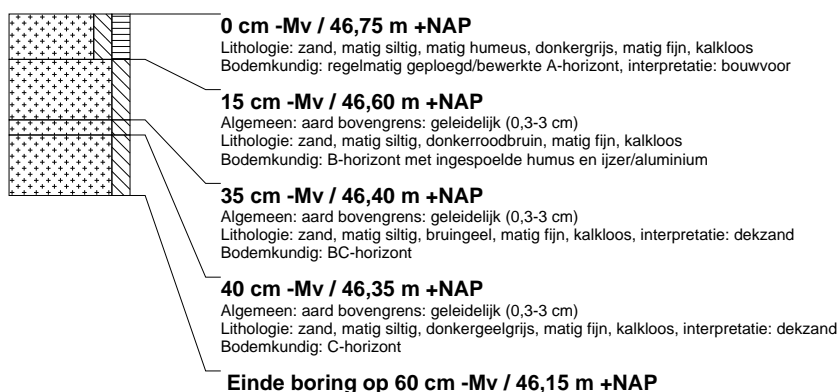 0 cm -Mv / 46,75 m +NAP
Lithologie: zand, matig siltig, matig humeus, donkergrijs, matig fijn, kalkloos
Bodemkundig: regelmatig geploegd/bewerkte A-horizont, interpretatie: bouwvoor
15 cm -Mv / 46,60 m +NAP
Algemeen: aard bovengrens: geleidelijk (0,3-3 cm)
Lithologie: zand, matig siltig, donkerroodbruin, matig fijn, kalkloos
Bodemkundig: B-horizont met ingespoelde humus en ijzer/aluminium
35 cm -Mv / 46,40 m +NAP
Algemeen: aard bovengrens: geleidelijk (0,3-3 cm)
Lithologie: zand, matig siltig, bruingeel, matig fijn, kalkloos, interpretatie: dekzand
Bodemkundig: BC-horizont
40 cm -Mv / 46,35 m +NAP
Algemeen: aard bovengrens: geleidelijk (0,3-3 cm)
Lithologie: zand, matig siltig, donkergeelgrijs, matig fijn, kalkloos, interpretatie: dekzand
Bodemkundig: C-horizont
Einde boring op 60 cm -Mv / 46,15 m +NAP